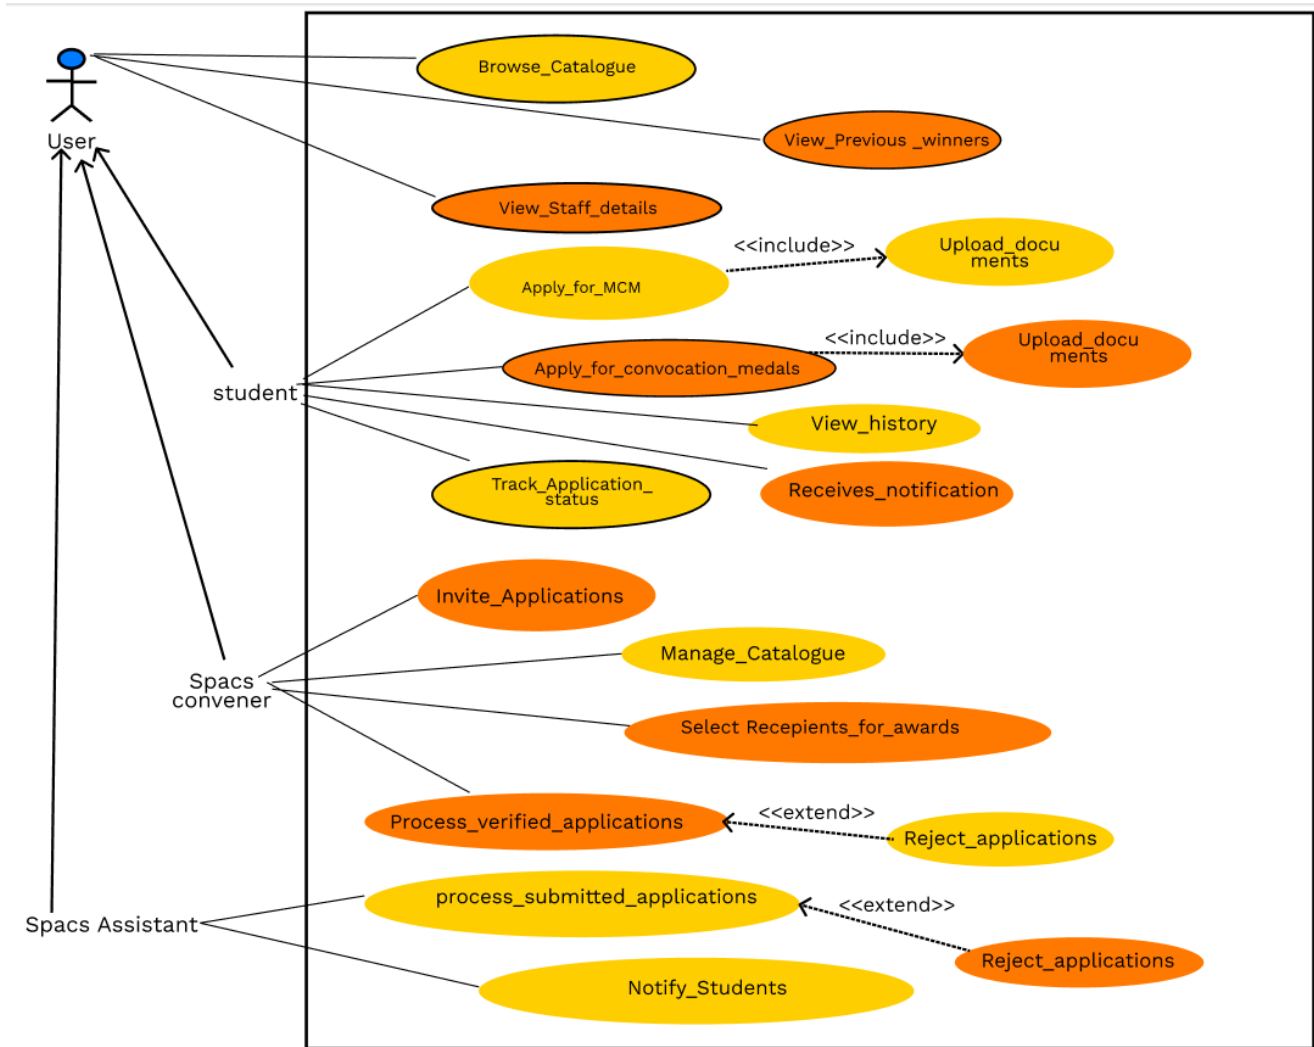 Browse_Catalogue
User
View_Previous _winners
View_Staff_details
<<include>>
Upload_docu
ments
Apply_for_MCM
<<include>>
Upload_docu
ments
Apply_for_convocation_medals
student
View_history
Track_Application_
status
Receives_notification
Invite_Applications
Manage_Catalogue
Spacs
convener
Select Recepients_for_awards
Process_verified_applications
<<extend>>
Reject_applications
process_submitted_applications
<<extend>>
Spacs Assistant
Reject_applications
Notify_Students